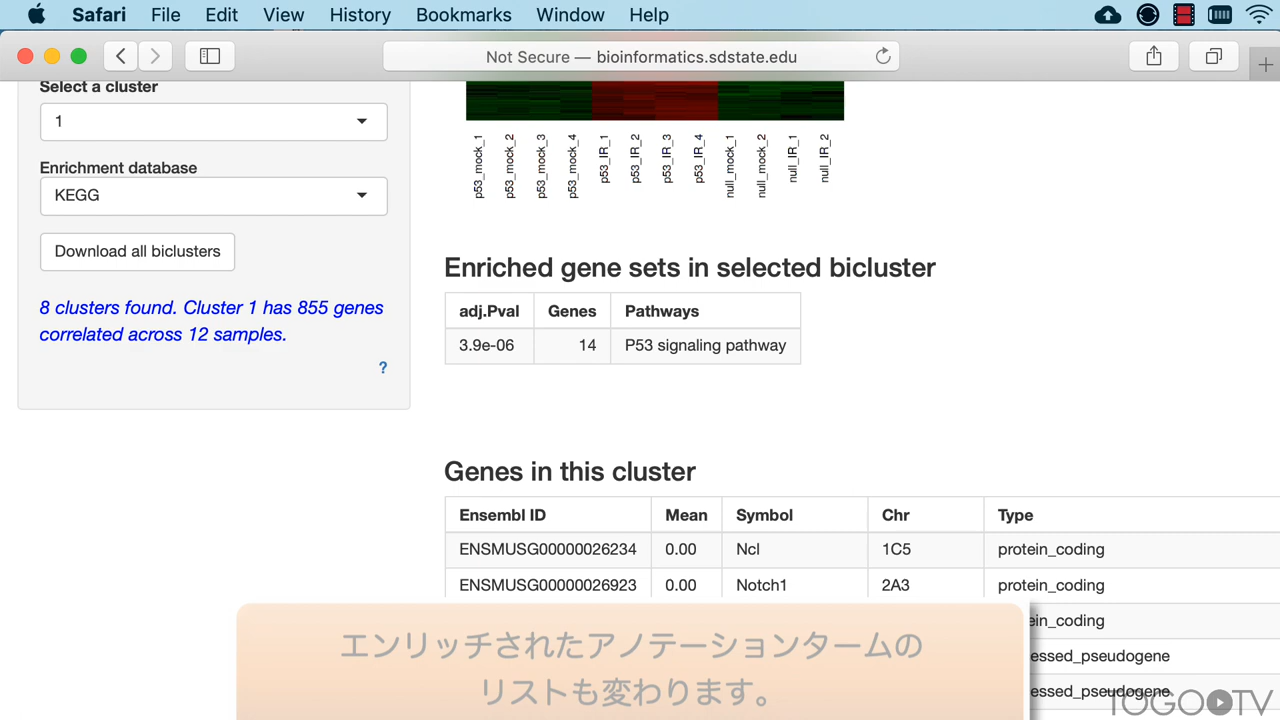 Safari File Edit View History Bookmarks Window Help
Not Secure — bioinformatics.sdstate.edu
Select a cluster
1
Enrichment database
KEGG
Download all biclusters
8 clusters found. Cluster 1 has 855 genes
correlated across 12 samples.
?
p53_mock_1
p53_mock_2
p53_mock_3
p53_mock_4
p53_IR_1
p53_IR_2
p53_IR_3
p53_IR_4
null_mock_1
null_mock_2
null_IR_1
null_IR_2
Enriched gene sets in selected bicluster
adj.Pval Genes Pathways
3.9e-06 14 P53 signaling pathway
Genes in this cluster
Ensembl ID Mean Symbol Chr Type
ENSMUSG00000026234 0.00 Ncl 1C5 protein_coding
ENSMUSG00000026923 0.00 Notch1 2A3 protein_coding
ein_coding
essed_pseudogene
essed_pseudogene
エンリッチされたアノテーションタームの
リストも変わります。
TOGO TV